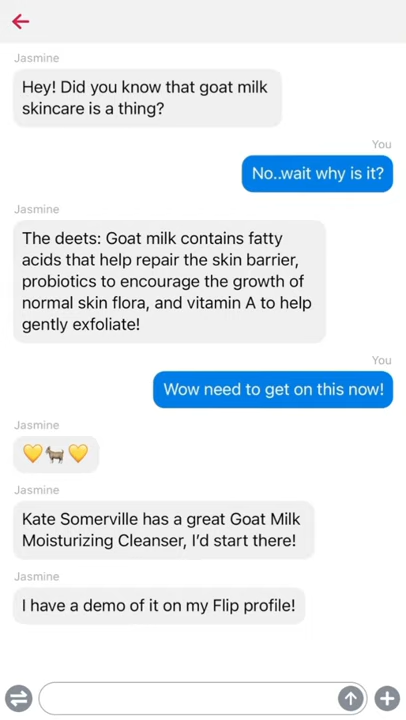 Jasmine
Hey! Did you know that goat milk
skincare is a thing?
You
No..wait why is it?
Jasmine
The deets: Goat milk contains fatty
acids that help repair the skin barrier,
probiotics to encourage the growth of
normal skin flora, and vitamin A to help
gently exfoliate!
You
Wow need to get on this now!
Jasmine
💛🐐💛
Jasmine
Kate Somerville has a great Goat Milk
Moisturizing Cleanser, I'd start there!
Jasmine
I have a demo of it on my Flip profile!